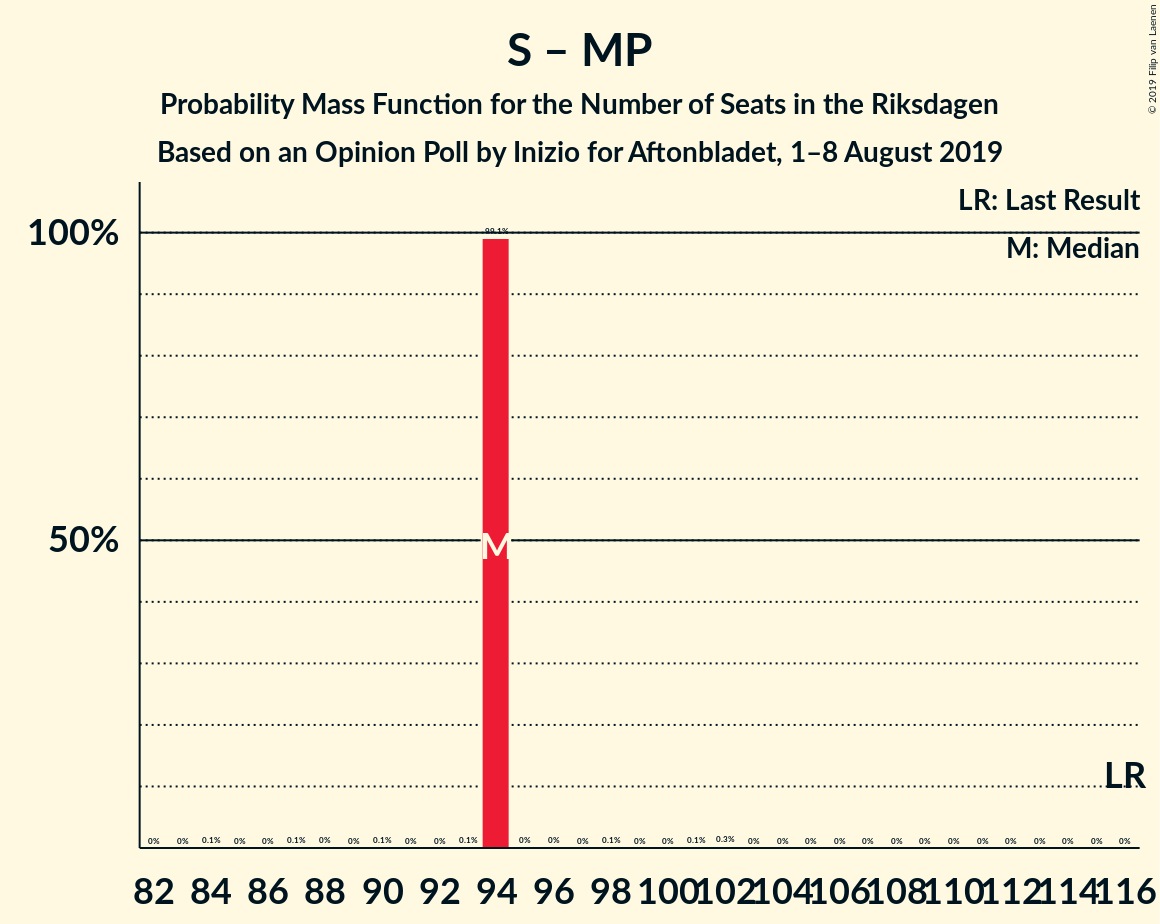 S – MP
Probability Mass Function for the Number of Seats in the Riksdagen
Based on an Opinion Poll by Inizio for Aftonbladet, 1–8 August 2019
© 2019 Filip van Laenen
LR: Last Result
M: Median
100%
50%
99.1%
M
LR
0% 0% 0.1% 0% 0% 0.1% 0% 0% 0.1% 0% 0% 0.1% 0% 0% 0% 0.1% 0% 0% 0.1% 0.3% 0% 0% 0% 0% 0% 0% 0% 0% 0% 0% 0% 0% 0% 0%
82 84 86 88 90 92 94 96 98 100 102 104 106 108 110 112 114 116